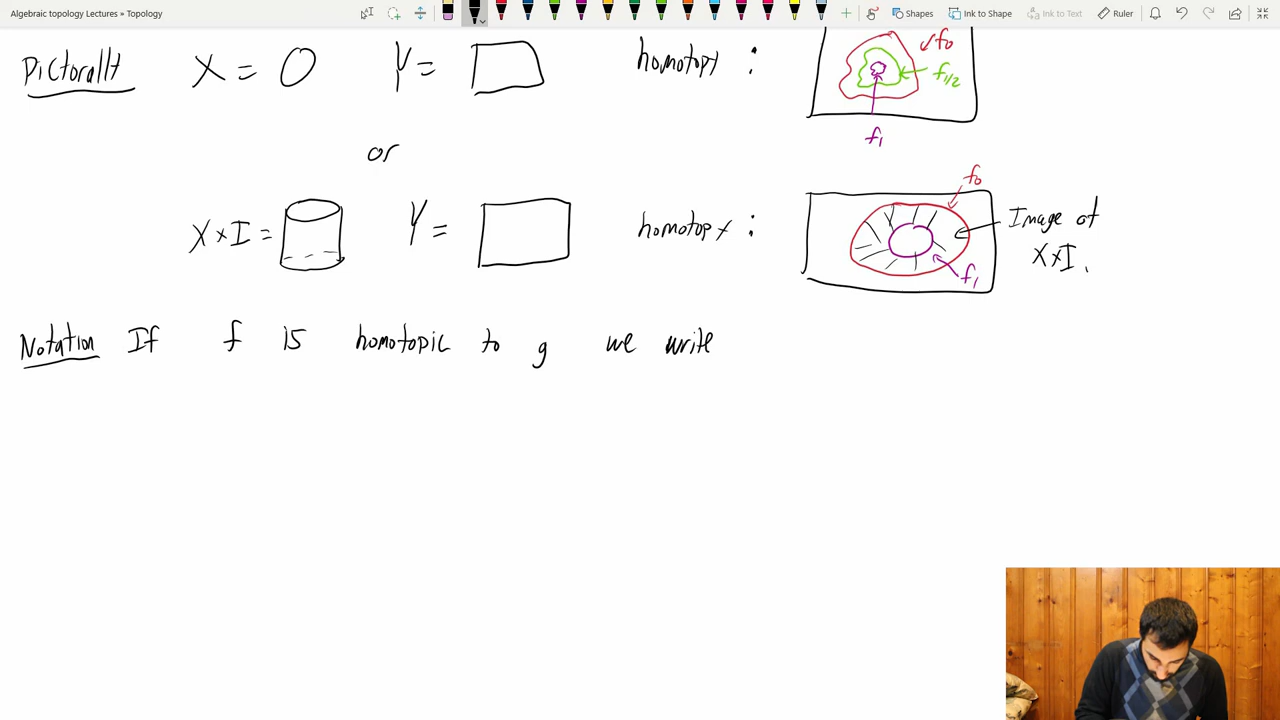 Algebraic topology Lectures » Topology
Shapes Ink to Shape Ink to Text Ruler
Pictorallt X = Y = homotopy : f0
f1/2
f1
or
X×I = Y = homotopy : f0 Image of
X×I.
f1
Notation If f is homotopic to g we write